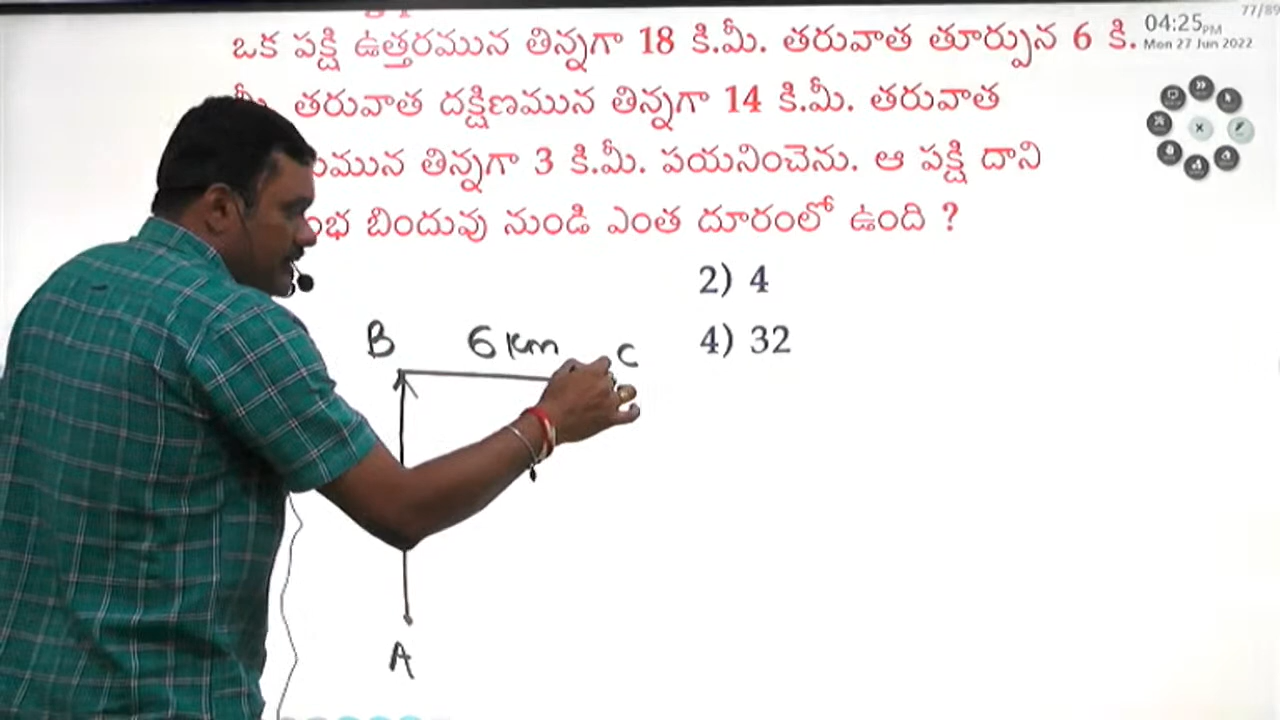 77/89
04:25PM
Mon 27 Jun 2022
ఒక పక్షి ఉత్తరమున తిన్నగా 18 కి.మీ. తరువాత తూర్పున 6 కి.
మీ. తరువాత దక్షిణమున తిన్నగా 14 కి.మీ. తరువాత
తిన్నగా 3 కి.మీ. పయనించెను. ఆ పక్షి దాని
బిందువు నుండి ఎంత దూరంలో ఉంది ?
2) 4
4) 32
B 6 km C
A